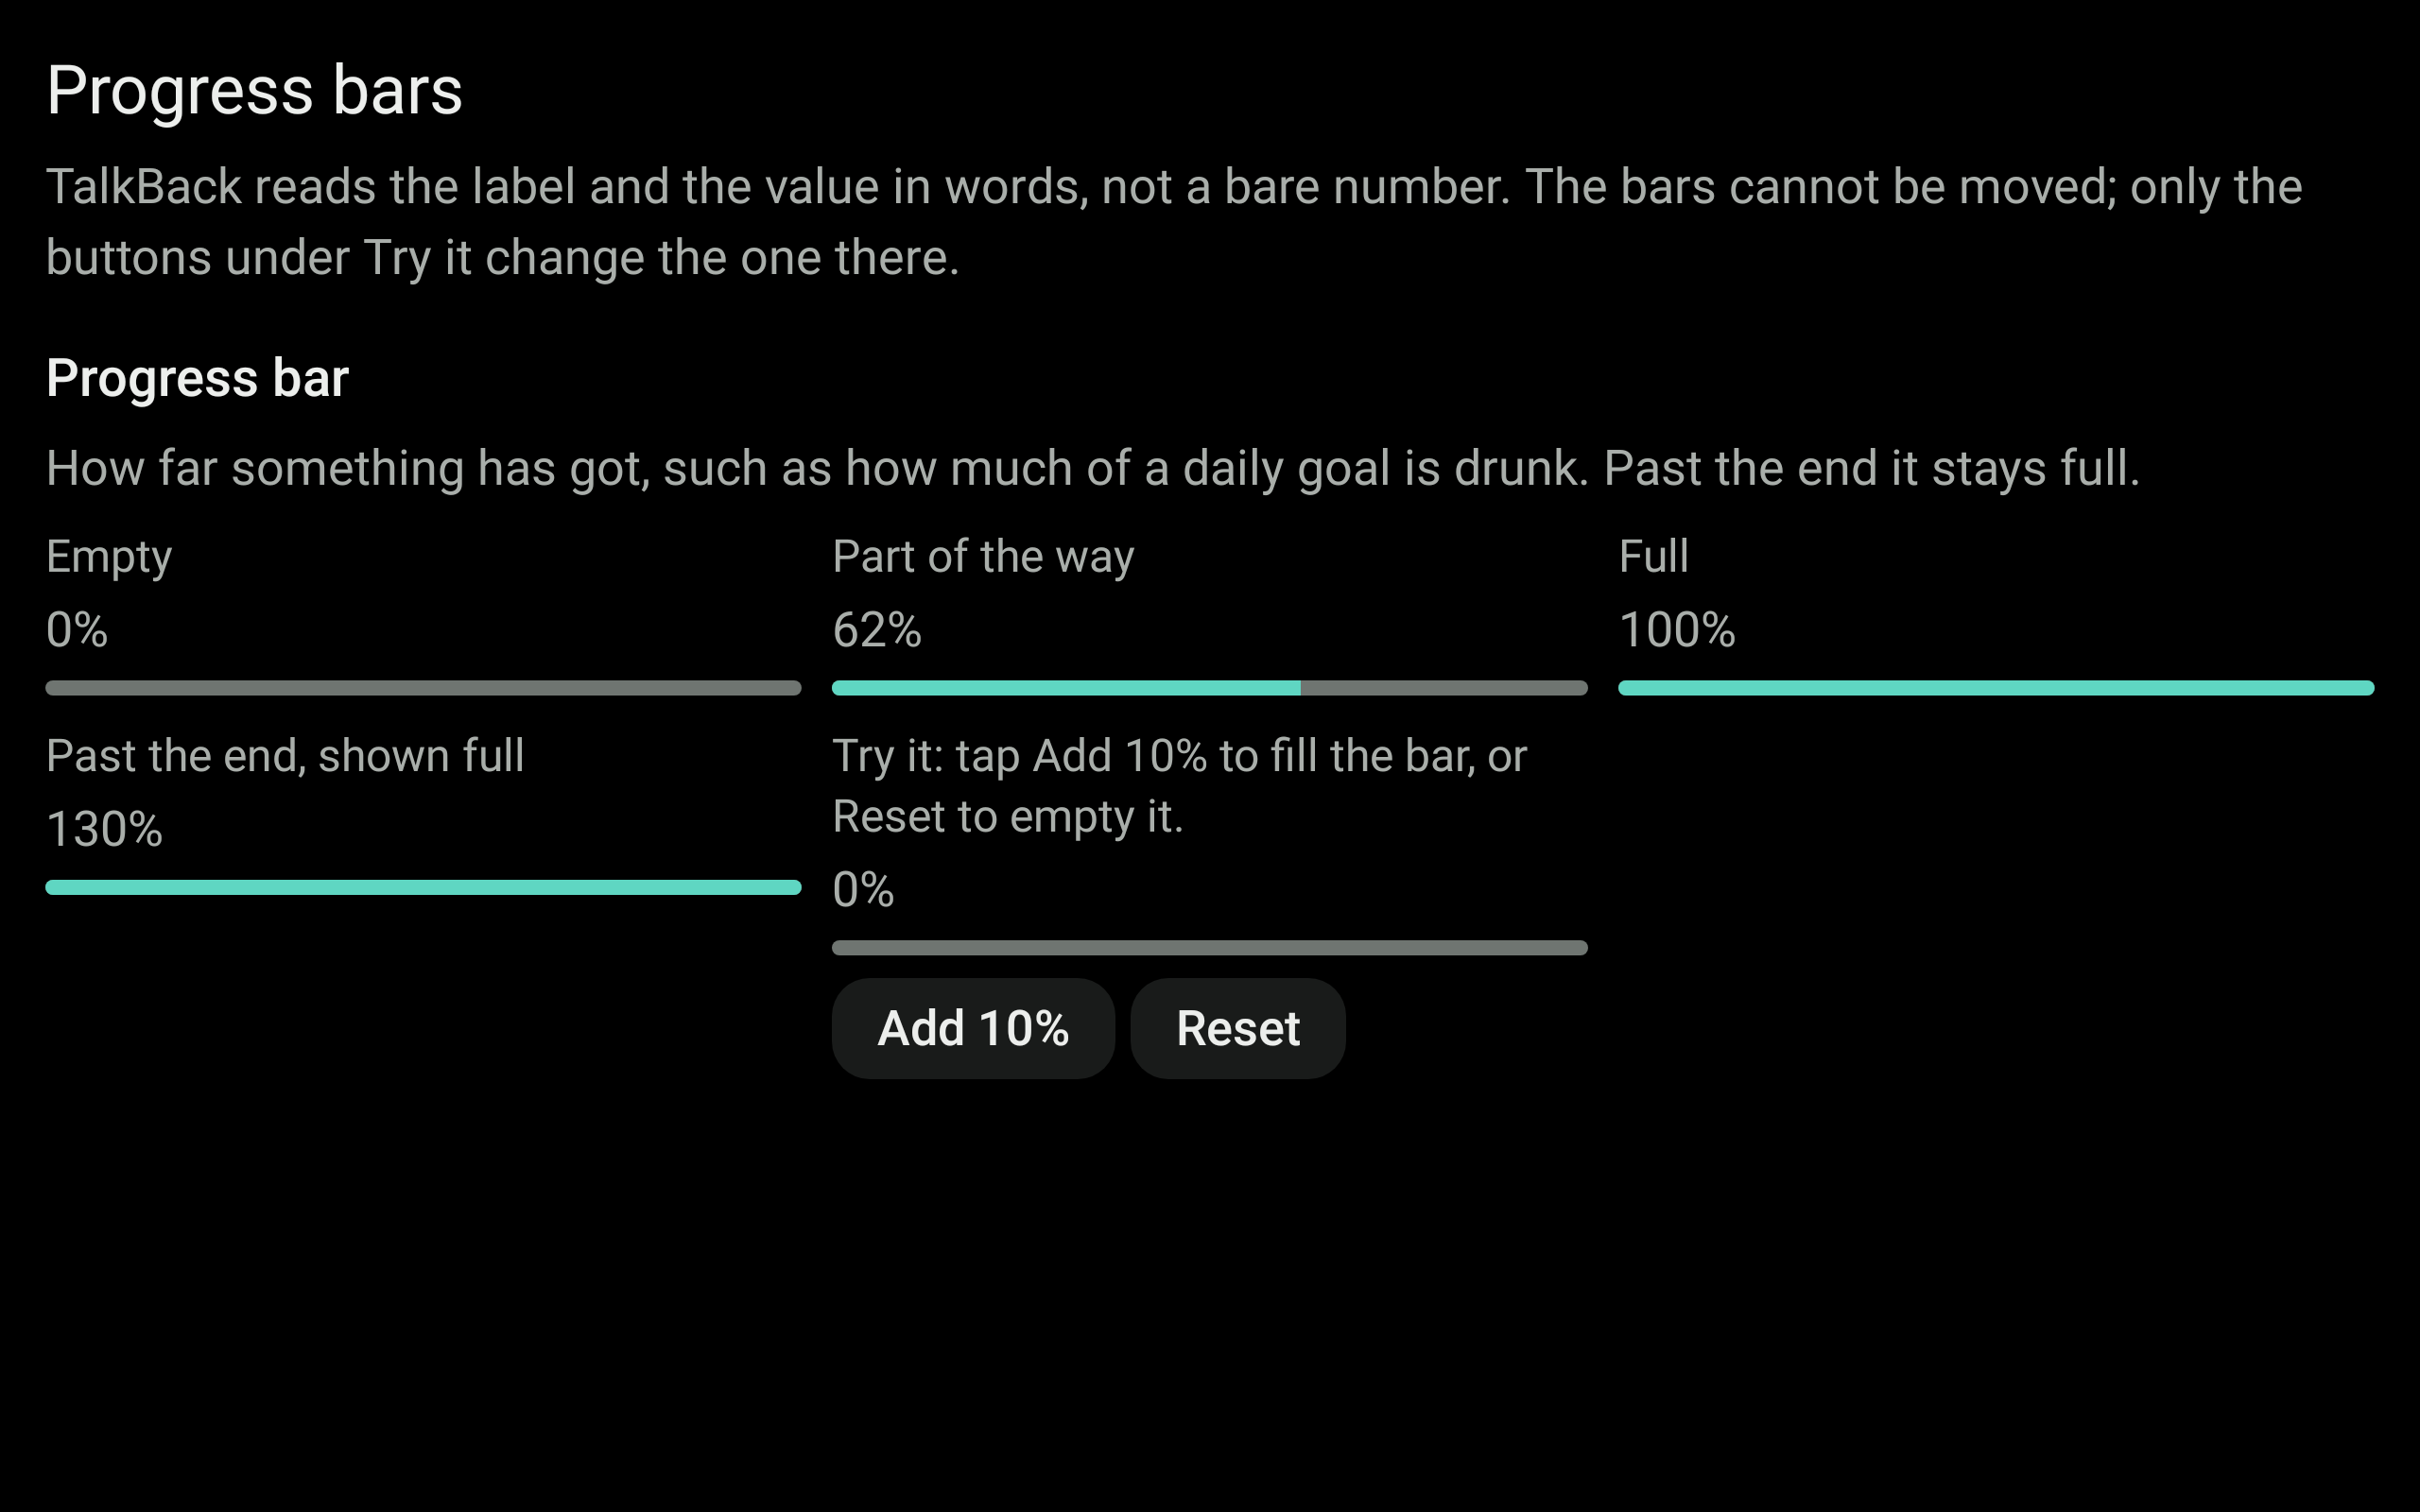 Progress bars
TalkBack reads the label and the value in words, not a bare number. The bars cannot be moved; only the
buttons under Try it change the one there.
Progress bar
How far something has got, such as how much of a daily goal is drunk. Past the end it stays full.
Empty
0%
Part of the way
62%
Full
100%
Past the end, shown full
130%
Try it: tap Add 10% to fill the bar, or
Reset to empty it.
0%
Add 10%
Reset